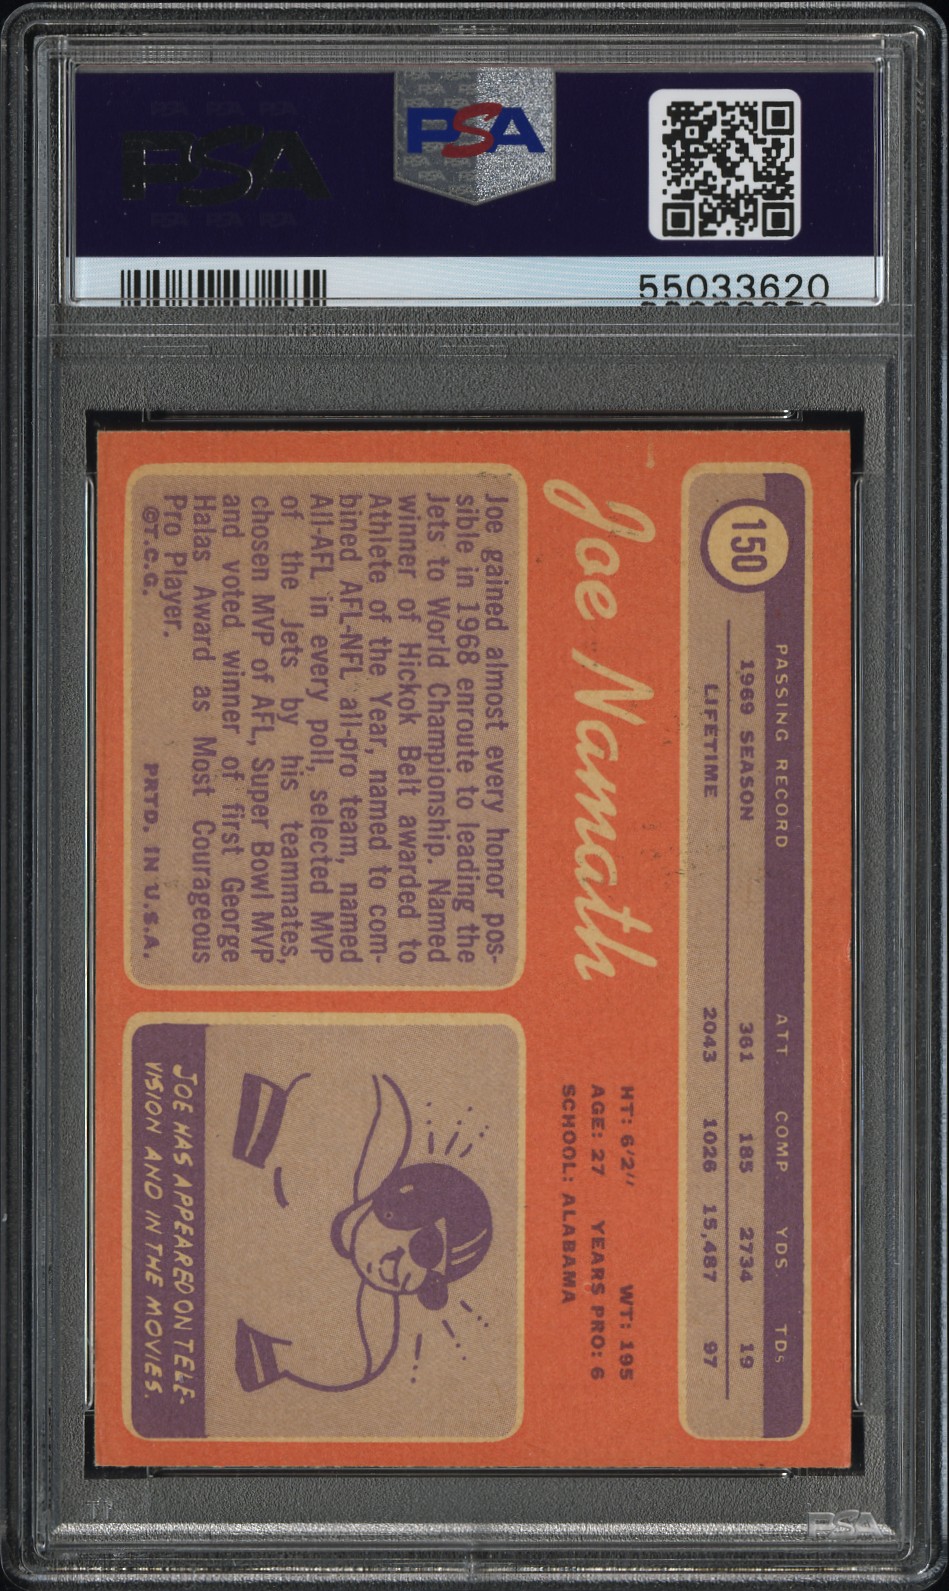 PSA
PSA
55033620
150
PASSING RECORD ATT. COMP. YDS. TDs
1969 SEASON 361 185 2734 19
LIFETIME 2043 1026 15,487 97
Joe Namath
HT: 6'2" WT: 195
AGE: 27 YEARS PRO: 6
SCHOOL: ALABAMA
Joe gained almost every honor pos-
sible in 1968 enroute to leading the
Jets to World Championship. Named
winner of Hickok Belt awarded to
Athlete of the Year, named to com-
bined AFL-NFL all-pro team, named
All-AFL in every poll, selected MVP
of the Jets by his teammates,
chosen MVP of AFL, Super Bowl MVP
and voted winner of first George
Halas Award as Most Courageous
Pro Player.
©T.C.G. PRTD. IN U.S.A.
JOE HAS APPEARED ON TELE-
VISION AND IN THE MOVIES.
PSA